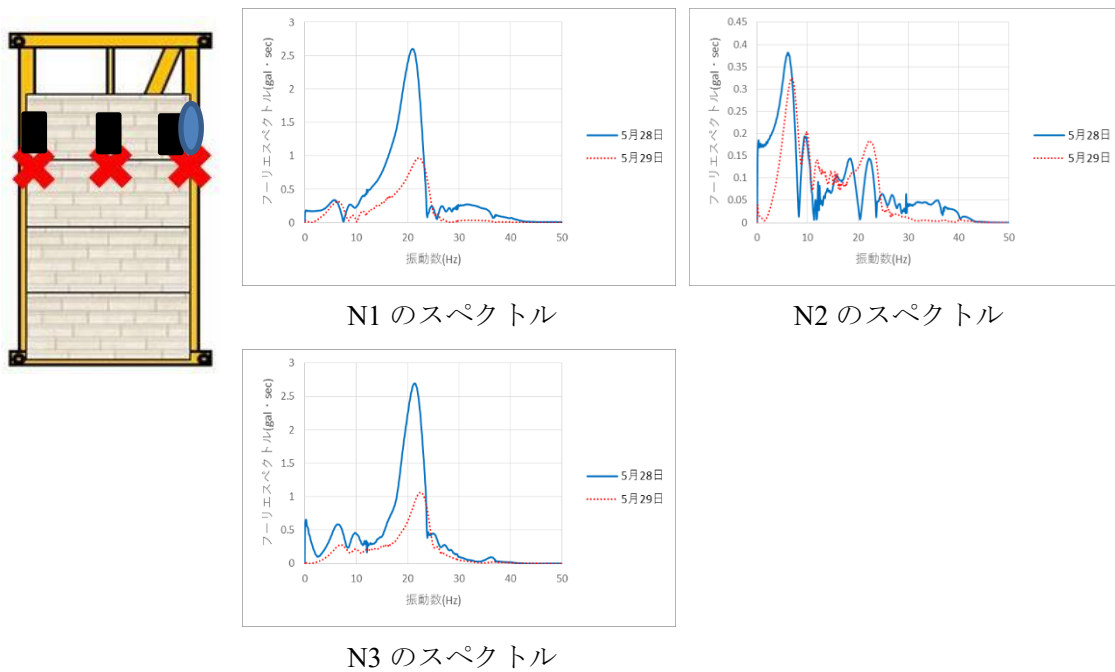 フーリエスペクトル(gal・sec)
3
2.5
2
1.5
1
0.5
0
0 10 20 30 40 50
振動数(Hz)
5月28日
5月29日
N1 のスペクトル
フーリエスペクトル(gal・sec)
0.45
0.4
0.35
0.3
0.25
0.2
0.15
0.1
0.05
0
0 10 20 30 40 50
振動数(Hz)
5月28日
5月29日
N2 のスペクトル
フーリエスペクトル(gal・sec)
3
2.5
2
1.5
1
0.5
0
0 10 20 30 40 50
振動数(Hz)
5月28日
5月29日
N3 のスペクトル